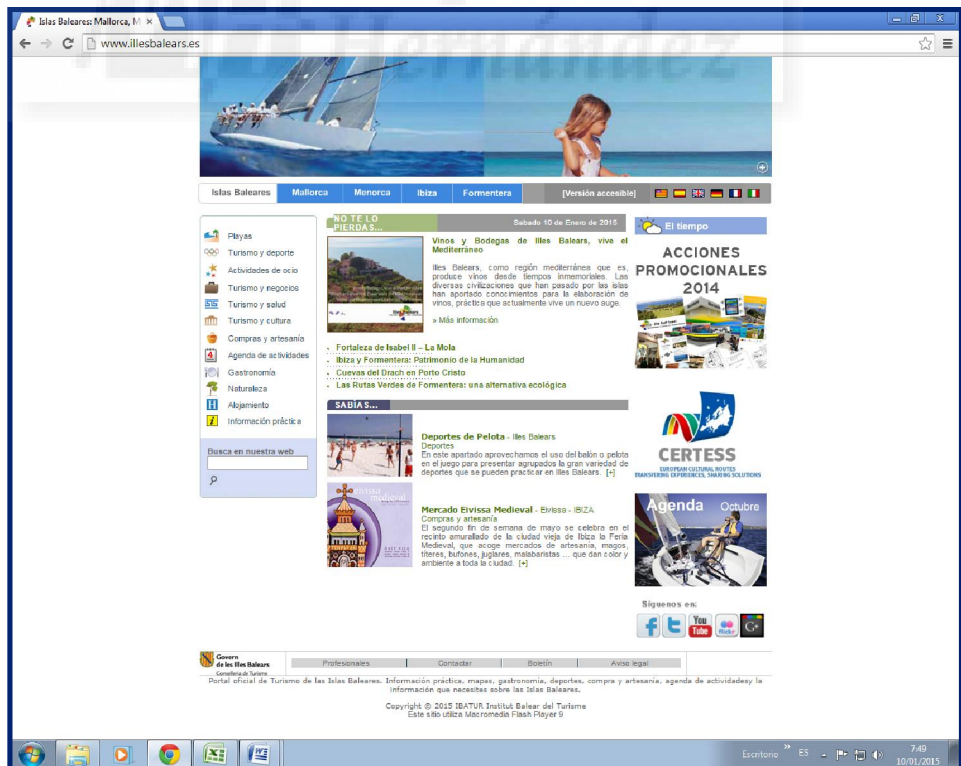 Islas Baleares: Mallorca, M
www.illesbalears.es
Hernández
Islas Baleares Mallorca Menorca Ibiza Formentera [Versión accesible]
Playas
Turismo y deporte
Actividades de ocio
Turismo y negocios
Turismo y salud
Turismo y cultura
Compras y artesanía
Agenda de actividades
Gastronomía
Naturaleza
Alojamiento
Información práctica
Busca en nuestra web
NO TE LO
PIERDAS...
Sabado 10 de Enero de 2015
Vinos y Bodegas de Illes Balears, vive el
Mediterráneo
Illes Balears, como región mediterránea que es,
produce vinos desde tiempos inmemoriales. Las
diversas civilizaciones que han pasado por las islas
han aportado conocimientos para la elaboración de
vinos, práctica que actualmente vive un nuevo auge.
» Más información
Fortaleza de Isabel II – La Mola
Ibiza y Formentera: Patrimonio de la Humanidad
Cuevas del Drach en Porto Cristo
Las Rutas Verdes de Formentera: una alternativa ecológica
SABÍAS...
Deportes de Pelota - Illes Balears
Deportes
En este apartado aprovechamos el uso del balón o pelota
en el juego para presentar agrupados la gran variedad de
deportes que se pueden practicar en Illes Balears. [+]
eivissa
medieval
Mercado Eivissa Medieval - Eivissa - IBIZA
Compras y artesanía
El segundo fin de semana de mayo se celebra en el
recinto amurallado de la ciudad vieja de Ibiza la Feria
Medieval, que acoge mercados de artesanía, magos,
títeres, bufones, juglares, malabaristas ... que dan color y
ambiente a toda la ciudad. [+]
El tiempo
ACCIONES
PROMOCIONALES
2014
CERTESS
EUROPEAN CULTURAL ROUTES
TRANSFERING EXPERIENCES, SHARING SOLUTIONS
Agenda Octubre
Síguenos en:
You
Tube
flickr
G+
Govern
de les Illes Balears
Conselleria de Turisme
Profesionales Contactar Boletín Aviso legal
Portal oficial de Turismo de las Islas Baleares. Información práctica, mapas, gastronomía, deportes, compra y artesanía, agenda de actividadesy la
información que necesites sobre las Islas Baleares.
Copyright © 2015 IBATUR Institut Balear del Turisme
Este sitio utiliza Macromedia Flash Player 9
Escritorio » ES 7:49
10/01/2015